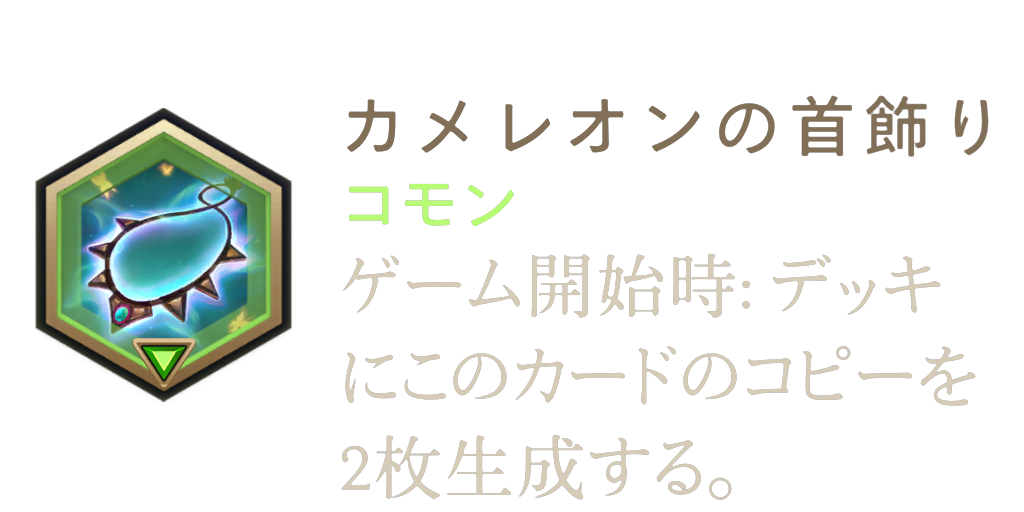 カメレオンの首飾り
コモン
ゲーム開始時: デッキ
にこのカードのコピーを
2枚生成する。